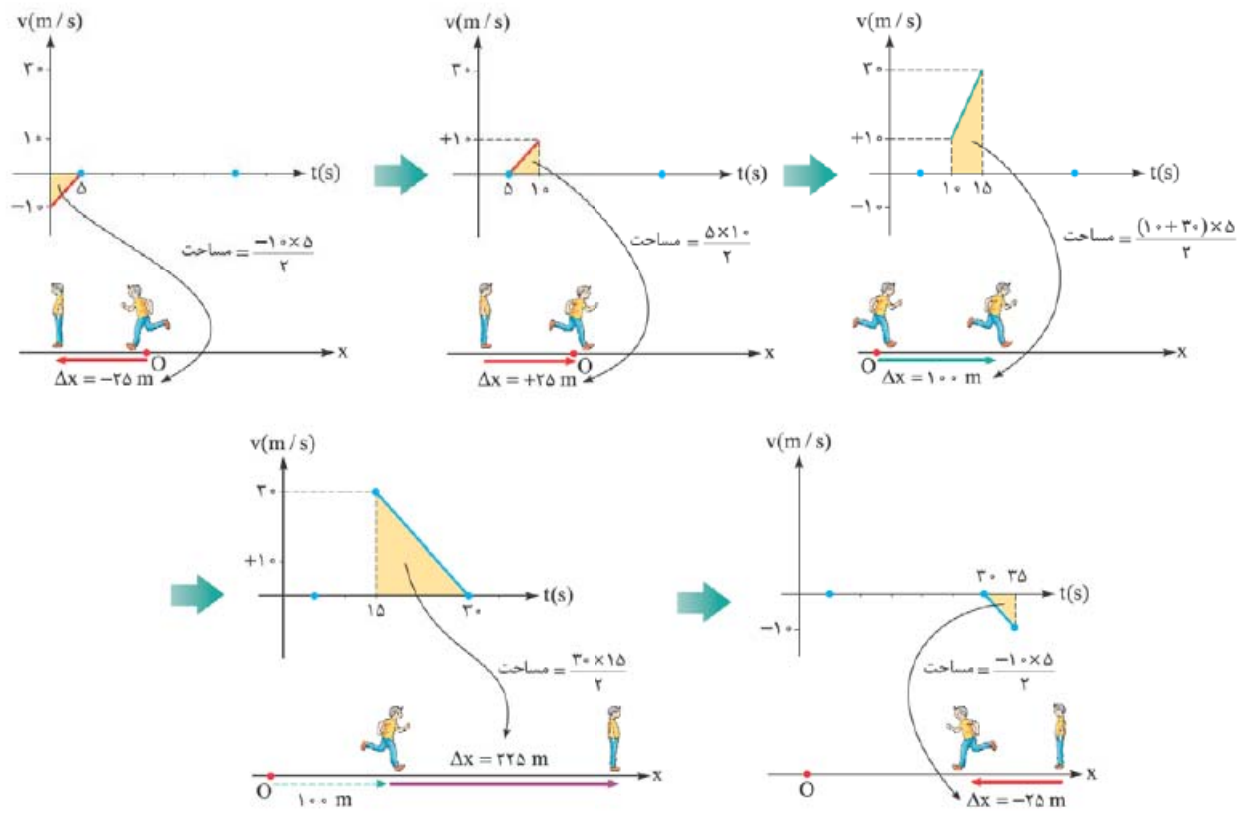 v(m/s)
۳۰
۱۰
۵
t(s)
-۱۰
مساحت = -۱۰×۵ / ۲
O
x
Δx = -۲۵ m
v(m/s)
۳۰
+۱۰
۵ ۱۰
t(s)
مساحت = ۵×۱۰ / ۲
O
x
Δx = +۲۵ m
v(m/s)
۳۰
+۱۰
۱۰ ۱۵
t(s)
-۱۰
مساحت = (۱۰+۳۰)×۵ / ۲
O
x
Δx = ۱۰۰ m
v(m/s)
۳۰
+۱۰
۱۵ ۳۰
t(s)
مساحت = ۳۰×۱۵ / ۲
Δx = ۲۲۵ m
O
x
۱۰۰ m
v(m/s)
۳۰ ۳۵
t(s)
-۱۰
مساحت = -۱۰×۵ / ۲
O
x
Δx = -۲۵ m